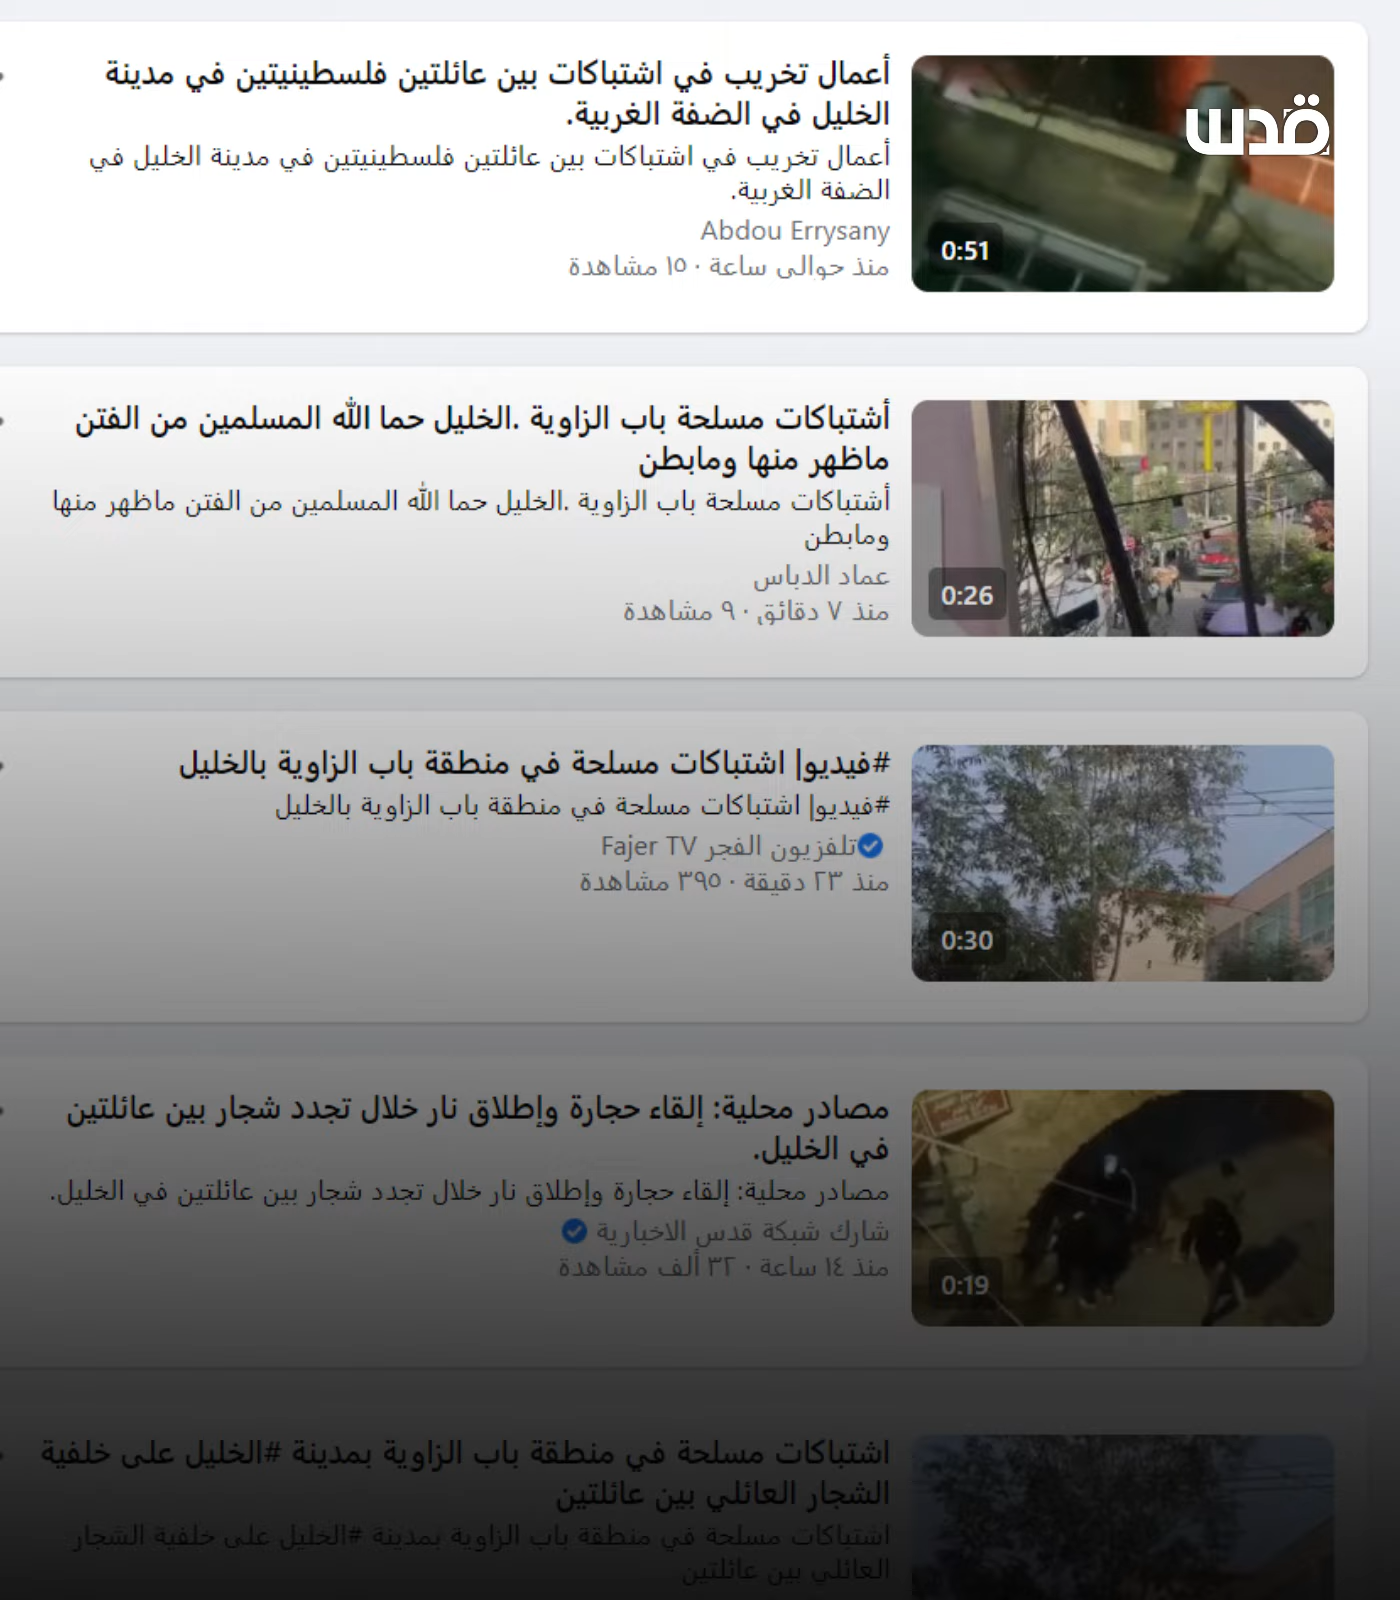 قدس
أعمال تخريب في اشتباكات بين عائلتين فلسطينيتين في مدينة
الخليل في الضفة الغربية.
أعمال تخريب في اشتباكات بين عائلتين فلسطينيتين في مدينة الخليل في
الضفة الغربية.
Abdou Errysany
منذ حوالى ساعة · ١٥ مشاهدة
0:51
أشتباكات مسلحة باب الزاوية .الخليل حما الله المسلمين من الفتن
ماظهر منها ومابطن
أشتباكات مسلحة باب الزاوية .الخليل حما الله المسلمين من الفتن ماظهر منها
ومابطن
عماد الدباس
منذ ٧ دقائق · ٩ مشاهدة
0:26
#فيديو| اشتباكات مسلحة في منطقة باب الزاوية بالخليل
#فيديو| اشتباكات مسلحة في منطقة باب الزاوية بالخليل
تلفزيون الفجر Fajer TV
منذ ٢٣ دقيقة · ٣٩٥ مشاهدة
0:30
مصادر محلية: إلقاء حجارة وإطلاق نار خلال تجدد شجار بين عائلتين
في الخليل.
مصادر محلية: إلقاء حجارة وإطلاق نار خلال تجدد شجار بين عائلتين في الخليل.
شارك شبكة قدس الاخبارية
منذ ١٤ ساعة · ٣٢ ألف مشاهدة
0:19
اشتباكات مسلحة في منطقة باب الزاوية بمدينة #الخليل على خلفية
الشجار العائلي بين عائلتين
اشتباكات مسلحة في منطقة باب الزاوية بمدينة #الخليل على خلفية الشجار
العائلي بين عائلتين